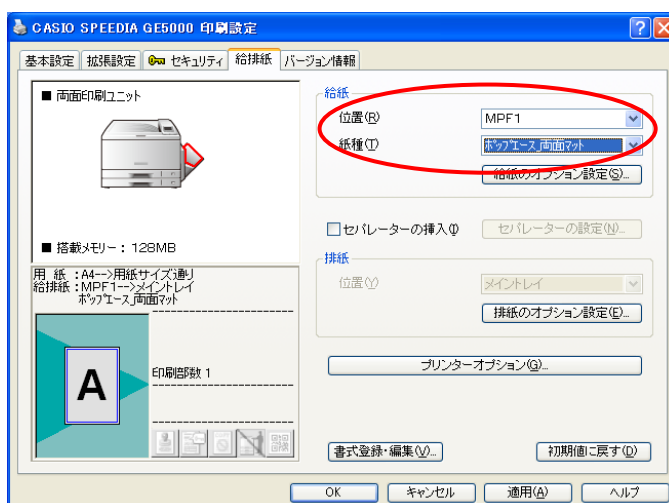 CASIO SPEEDIA GE5000 印刷設定
基本設定 拡張設定 セキュリティ 給排紙 バージョン情報
■ 両面印刷ユニット
給紙
位置(R) MPF1
紙種(T) ポップエース_両面マット
給紙のオプション設定(S)...
セパレーターの挿入(I) セパレーターの設定(N)...
■ 搭載メモリー : 128MB
排紙
位置(Y) メイントレイ
排紙のオプション設定(E)...
用 紙 : A4-->用紙サイズ通り
給排紙 : MPF1-->メイントレイ
ポップエース_両面マット
プリンターオプション(G)...
印刷部数 1
A
書式登録・編集(V)... 初期値に戻す(D)
OK キャンセル 適用(A) ヘルプ